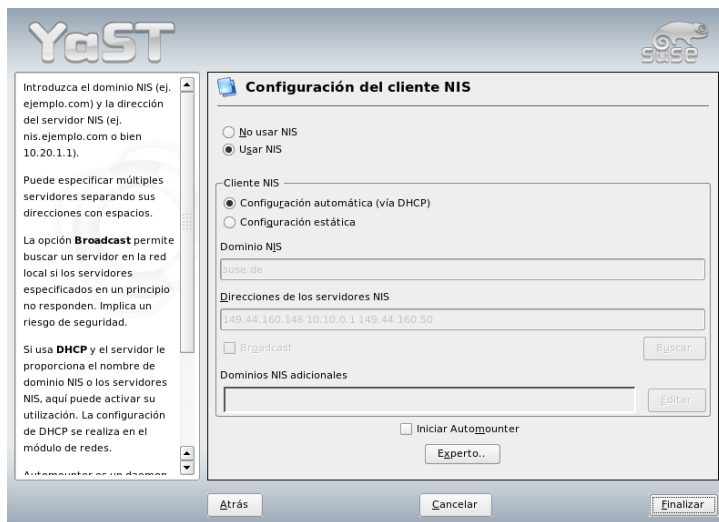 YaST
suse
Introduzca el dominio NIS (ej.
ejemplo.com) y la dirección
del servidor NIS (ej.
nis.ejemplo.com o bien
10.20.1.1).
Puede especificar múltiples
servidores separando sus
direcciones con espacios.
La opción Broadcast permite
buscar un servidor en la red
local si los servidores
especificados en un principio
no responden. Implica un
riesgo de seguridad.
Si usa DHCP y el servidor le
proporciona el nombre de
dominio NIS o los servidores
NIS, aquí puede activar su
utilización. La configuración
de DHCP se realiza en el
módulo de redes.
Automounter es un daemon
Configuración del cliente NIS
No usar NIS
Usar NIS
Cliente NIS
Configuración automática (vía DHCP)
Configuración estática
Dominio NIS
suse.de
Direcciones de los servidores NIS
149.44.160.146 10.10.0.1 149.44.160.50
Broadcast
Buscar
Dominios NIS adicionales
Editar
Iniciar Automounter
Experto..
Atrás
Cancelar
Finalizar